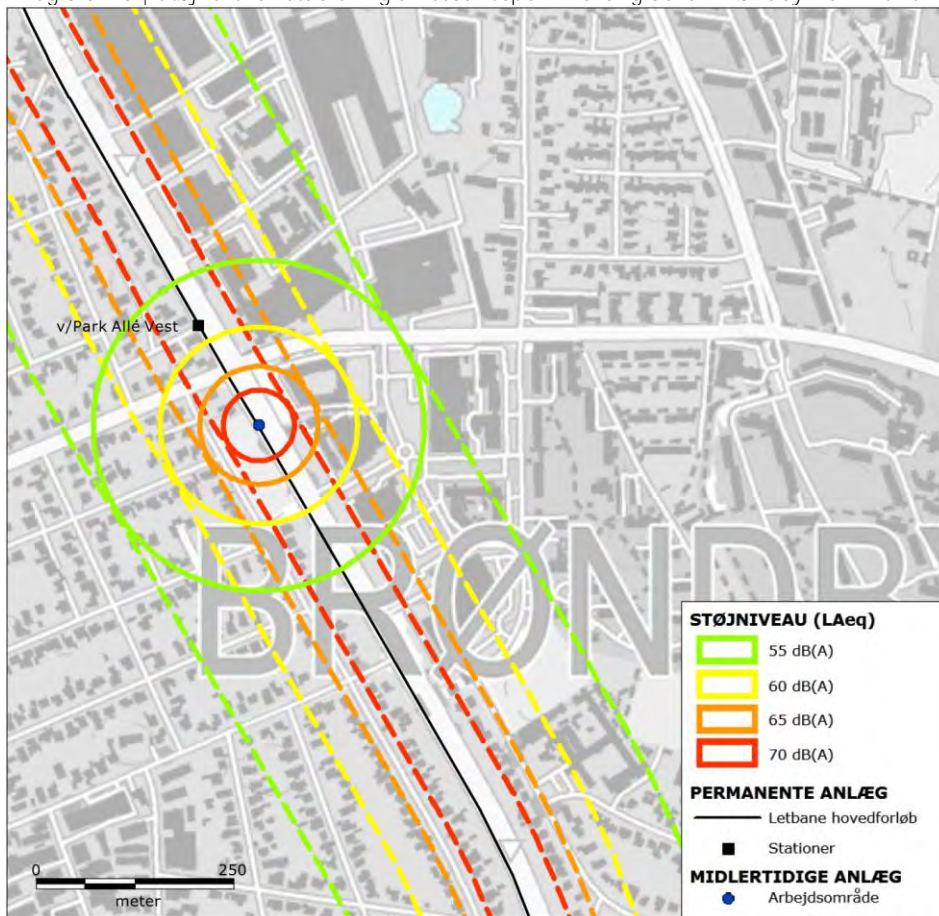 v/Park Allé Vest
BRØNDB
STØJNIVEAU (LAeq)
55 dB(A)
60 dB(A)
65 dB(A)
70 dB(A)
PERMANENTE ANLÆG
Letbane hovedforløb
Stationer
MIDLERTIDIGE ANLÆG
Arbejdsområde
0 250
meter